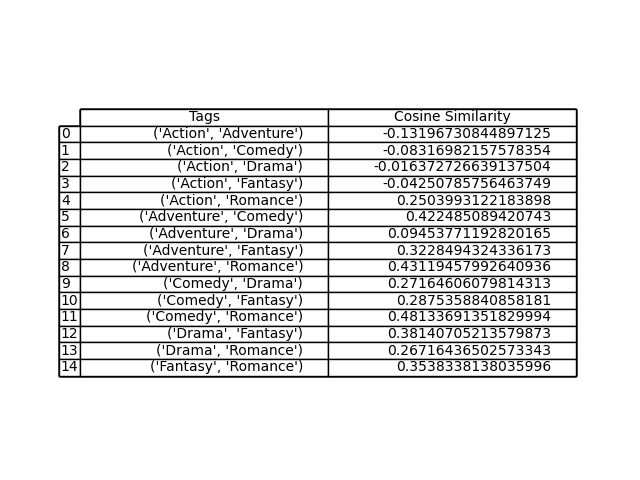 Tags Cosine Similarity
0 ('Action', 'Adventure') -0.13196730844897125
1 ('Action', 'Comedy') -0.08316982157578354
2 ('Action', 'Drama') -0.016372726639137504
3 ('Action', 'Fantasy') -0.04250785756463749
4 ('Action', 'Romance') 0.2503993122183898
5 ('Adventure', 'Comedy') 0.422485089420743
6 ('Adventure', 'Drama') 0.09453771192820165
7 ('Adventure', 'Fantasy') 0.3228494324336173
8 ('Adventure', 'Romance') 0.43119457992640936
9 ('Comedy', 'Drama') 0.27164606079814313
10 ('Comedy', 'Fantasy') 0.2875358840858181
11 ('Comedy', 'Romance') 0.48133691351829994
12 ('Drama', 'Fantasy') 0.38140705213579873
13 ('Drama', 'Romance') 0.26716436502573343
14 ('Fantasy', 'Romance') 0.3538338138035996